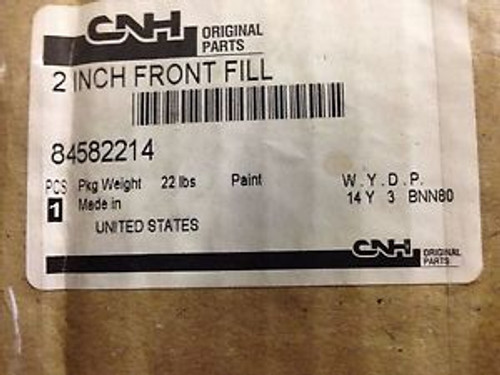 CNH ORIGINAL
PARTS
2 INCH FRONT FILL
84582214
PCS Pkg Weight 22 lbs Paint W.Y.D.P.
1 Made in 14 Y 3 BNN80
UNITED STATES
CNH ORIGINAL
PARTS